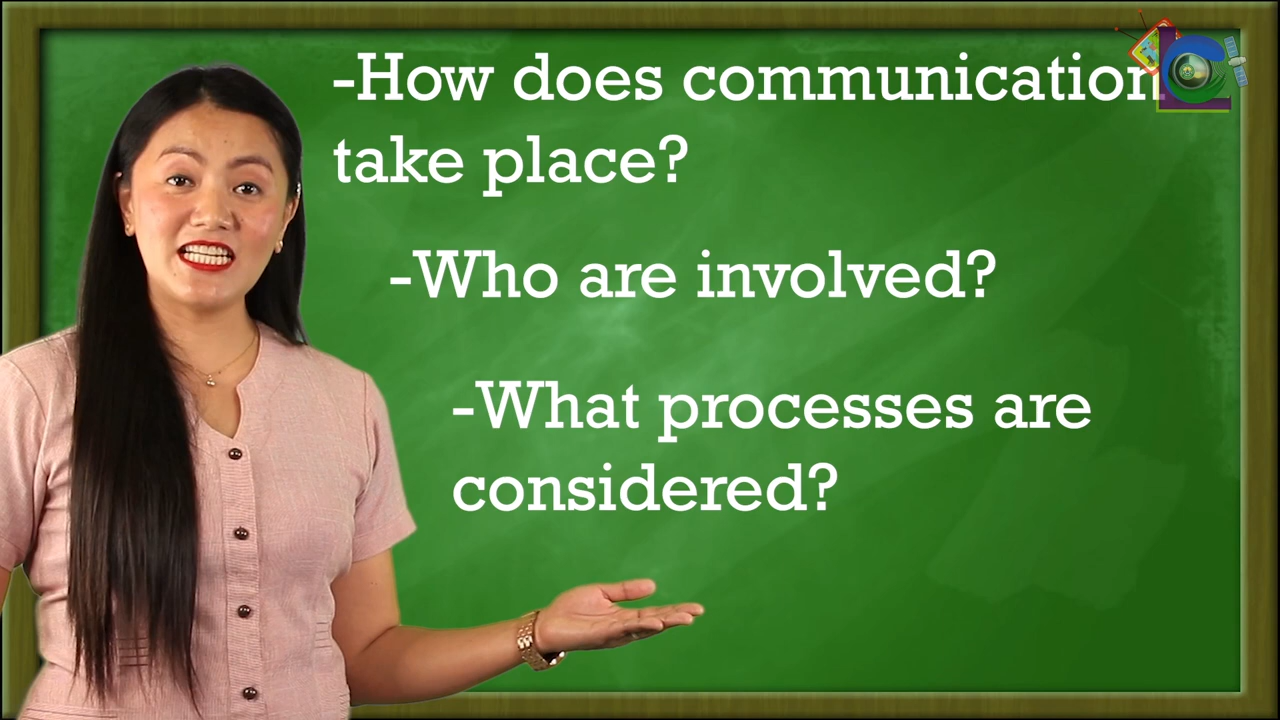 -How does communication
take place?
-Who are involved?
-What processes are
considered?